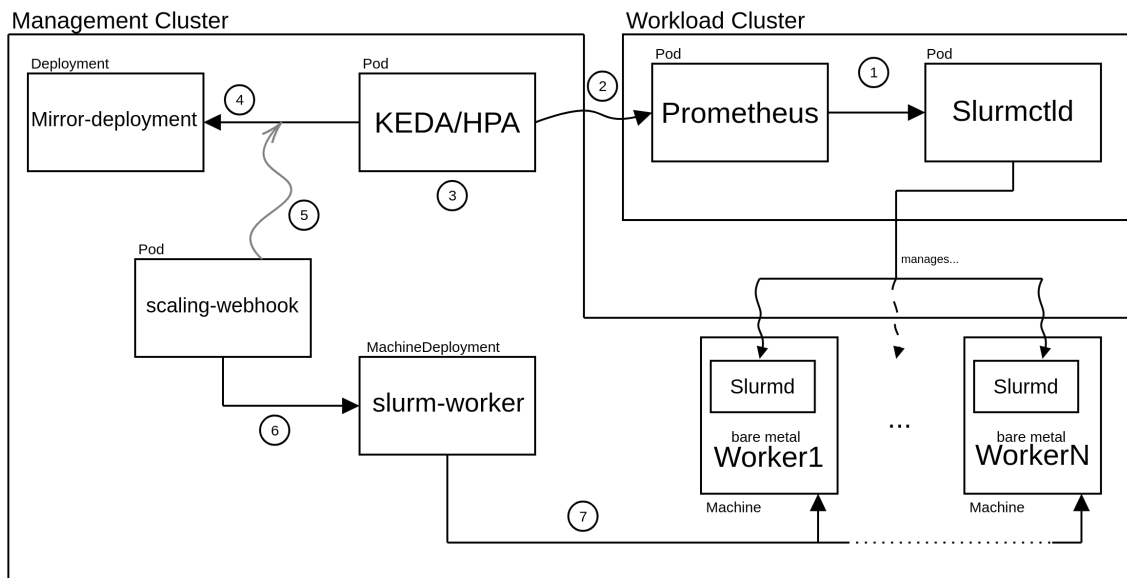 Management Cluster
Workload Cluster
Deployment
Mirror-deployment
4
Pod
KEDA/HPA
3
2
Pod
Prometheus
1
Pod
Slurmctld
5
Pod
scaling-webhook
manages...
6
MachineDeployment
slurm-worker
7
Slurmd
bare metal
Worker1
Machine
...
Slurmd
bare metal
WorkerN
Machine